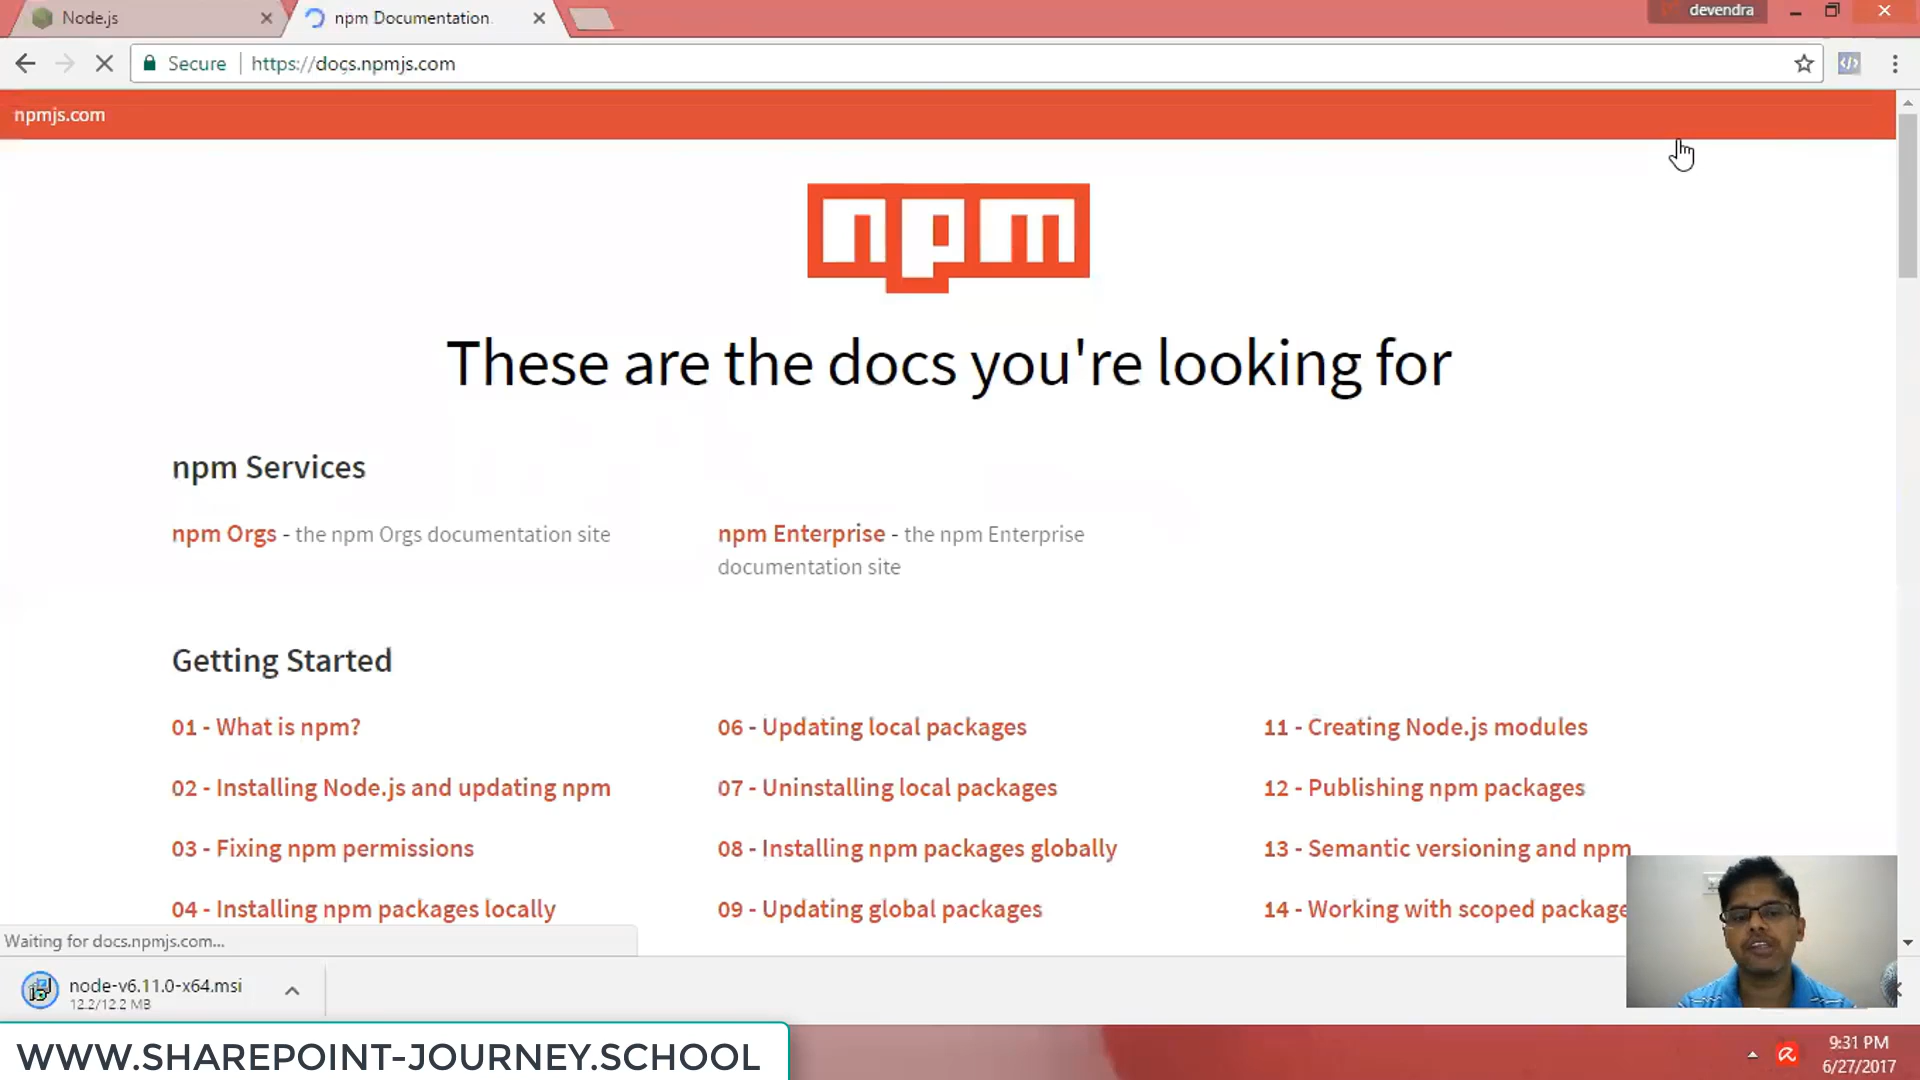 Node.js
npm Documentation
devendra
Secure
https://docs.npmjs.com
npmjs.com
npm
These are the docs you're looking for
npm Services
npm Orgs - the npm Orgs documentation site
npm Enterprise - the npm Enterprise
documentation site
Getting Started
01 - What is npm?
06 - Updating local packages
11 - Creating Node.js modules
02 - Installing Node.js and updating npm
07 - Uninstalling local packages
12 - Publishing npm packages
03 - Fixing npm permissions
08 - Installing npm packages globally
13 - Semantic versioning and npm
04 - Installing npm packages locally
09 - Updating global packages
14 - Working with scoped package
Waiting for docs.npmjs.com...
node-v6.11.0-x64.msi
12.2/12.2 MB
WWW.SHAREPOINT-JOURNEY.SCHOOL
9:31 PM
6/27/2017